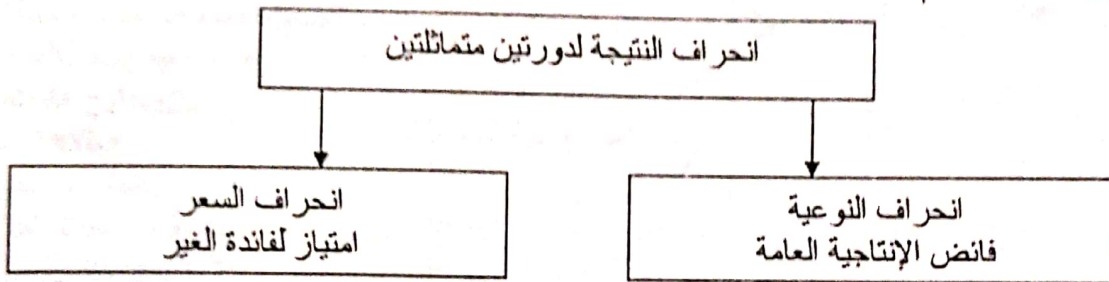 انحراف النتيجة لدورتين متماثلتين
انحراف النوعية
فائض الإنتاجية العامة
انحراف السعر
امتياز لفائدة الغير